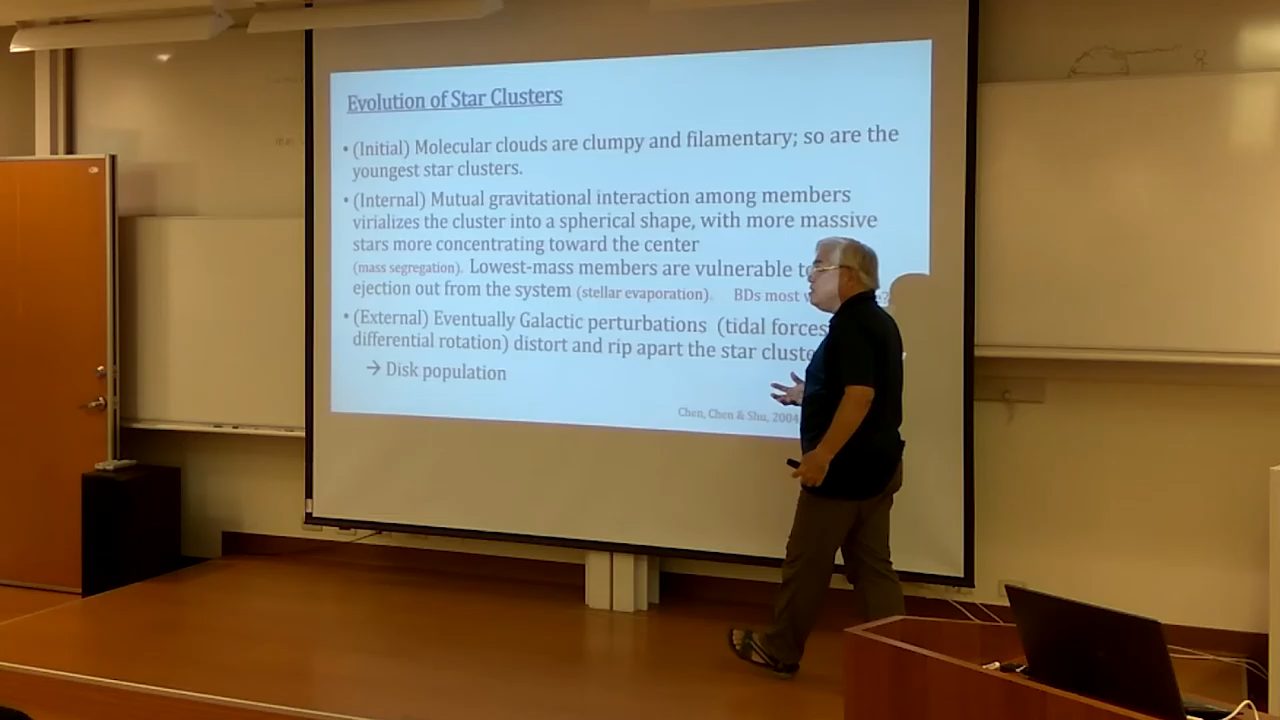 Evolution of Star Clusters
• (Initial) Molecular clouds are clumpy and filamentary; so are the
youngest star clusters.
• (Internal) Mutual gravitational interaction among members
virializes the cluster into a spherical shape, with more massive
stars more concentrating toward the center
(mass segregation). Lowest-mass members are vulnerable
ejection out from the system (stellar evaporation). BDs most
• (External) Eventually Galactic perturbations (tidal forces
differential rotation) distort and rip apart the star
→ Disk population
Chen, Chen & Shu, 2004